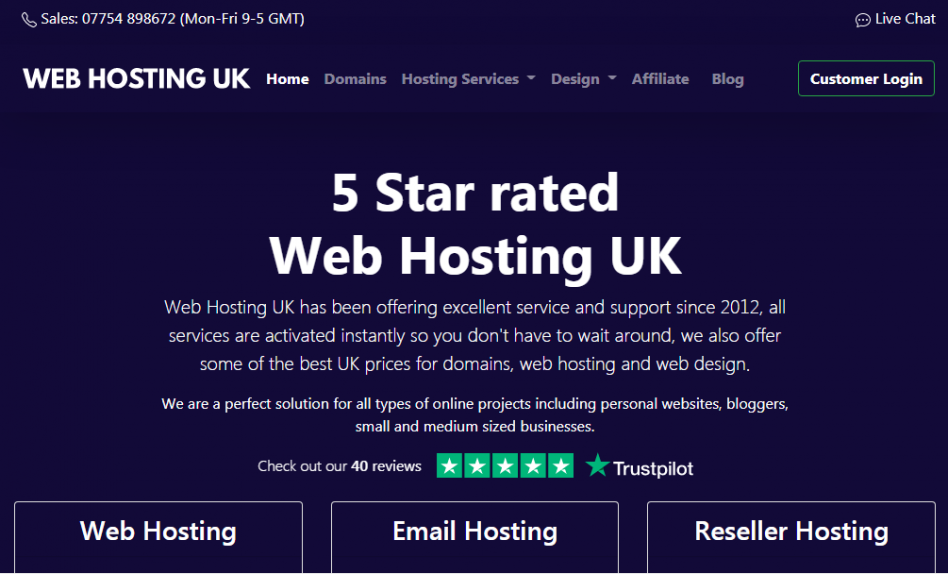 Sales: 07754 898672 (Mon-Fri 9-5 GMT)
Live Chat
WEB HOSTING UK
Home
Domains
Hosting Services
Design
Affiliate
Blog
Customer Login
5 Star rated
Web Hosting UK
Web Hosting UK has been offering excellent service and support since 2012, all
services are activated instantly so you don't have to wait around, we also offer
some of the best UK prices for domains, web hosting and web design.
We are a perfect solution for all types of online projects including personal websites, bloggers,
small and medium sized businesses.
Check out our 40 reviews
Trustpilot
Web Hosting
Email Hosting
Reseller Hosting